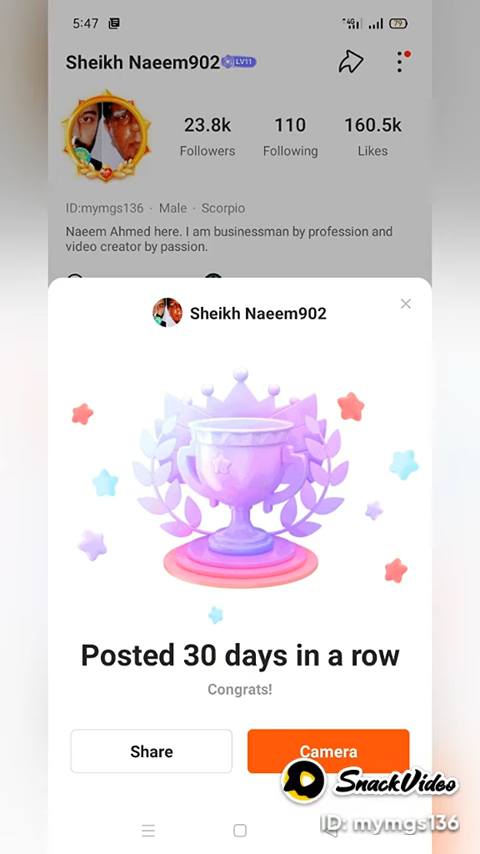 5:47
4G
79
Sheikh Naeem902 LV11
23.8k 110 160.5k
Followers Following Likes
ID:mymgs136 · Male · Scorpio
Naeem Ahmed here. I am businessman by profession and
video creator by passion.
Sheikh Naeem902
Posted 30 days in a row
Congrats!
Share Camera
SnackVideo
ID: mymgs136